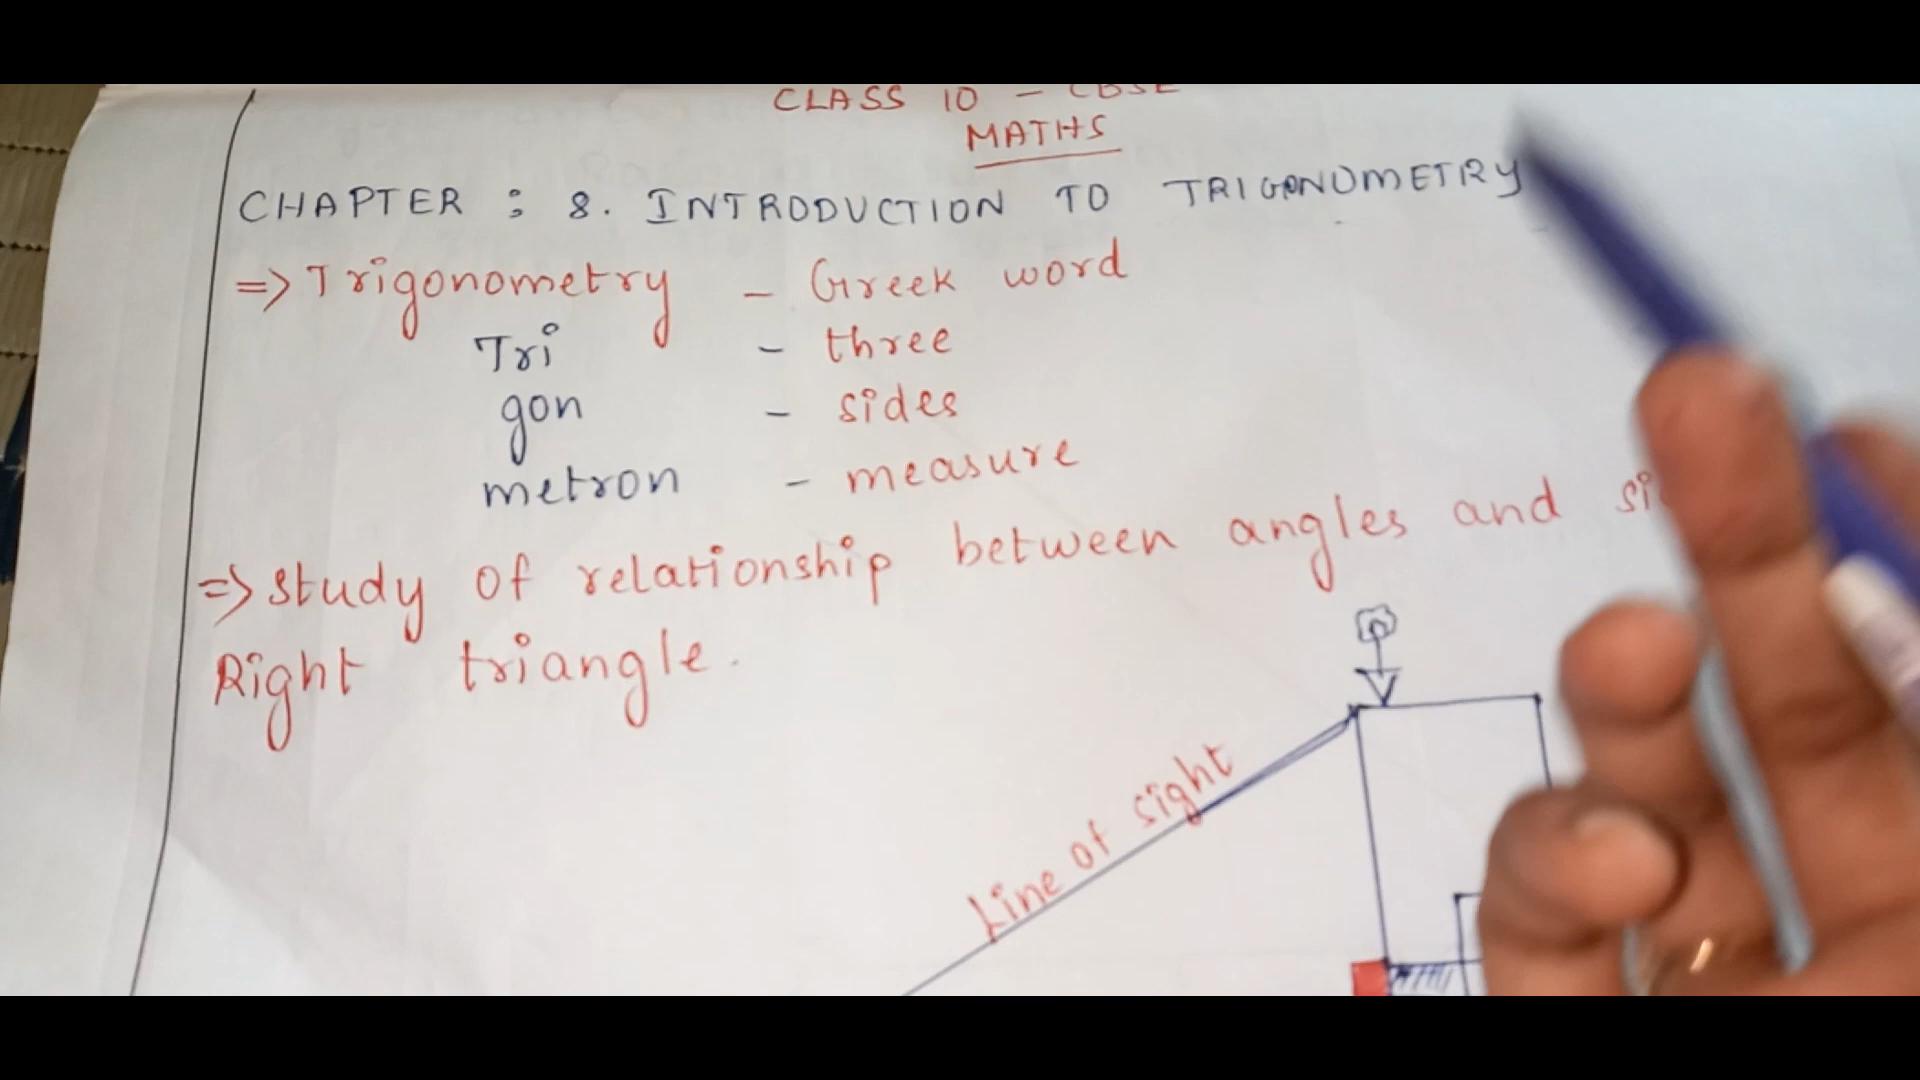 CLASS 10 - CBSE
MATHS
CHAPTER : 8. INTRODUCTION TO TRIGONOMETRY
=> Trigonometry - Greek word
Tri - three
gon - sides
metron - measure
=> Study of relationship between angles and
Right triangle.
Line of sight